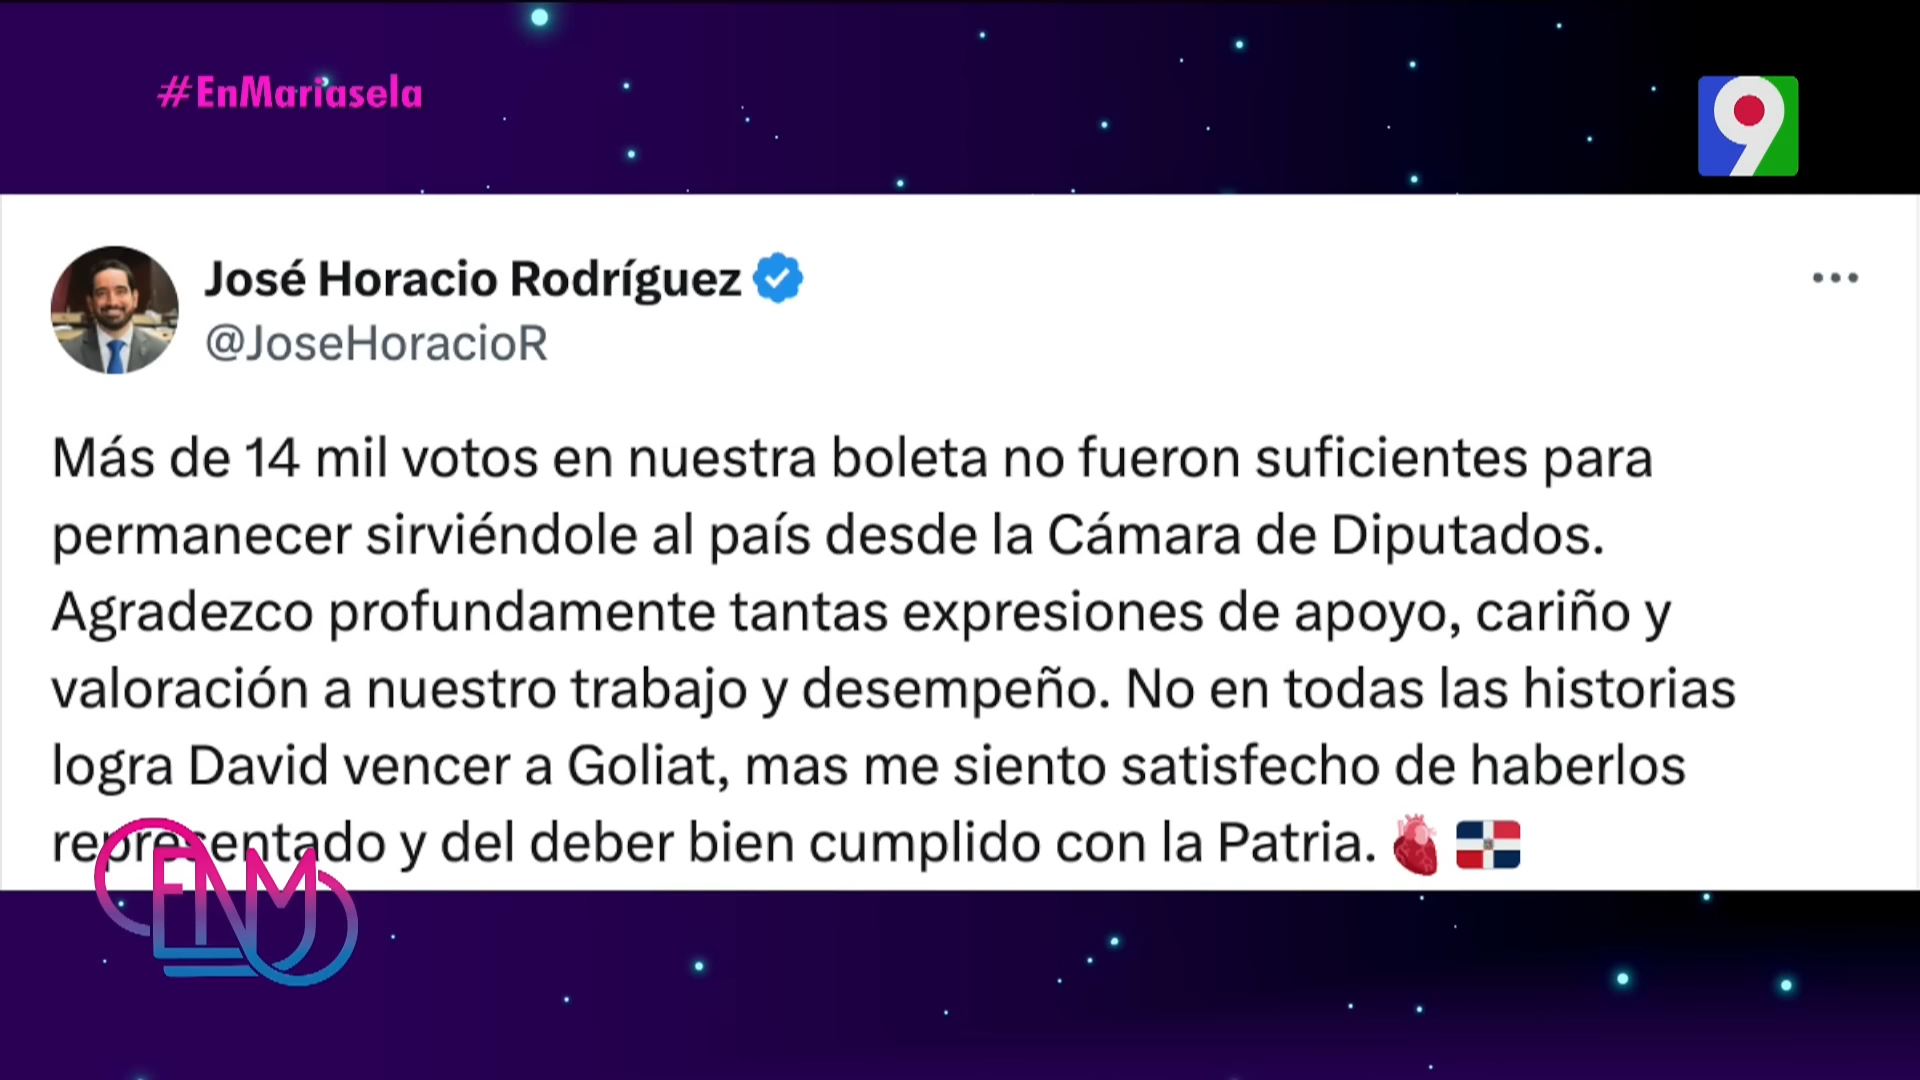 #EnMariasela
9
José Horacio Rodríguez
@JoseHoracioR
Más de 14 mil votos en nuestra boleta no fueron suficientes para
permanecer sirviéndole al país desde la Cámara de Diputados.
Agradezco profundamente tantas expresiones de apoyo, cariño y
valoración a nuestro trabajo y desempeño. No en todas las historias
logra David vencer a Goliat, mas me siento satisfecho de haberlos
representado y del deber bien cumplido con la Patria. 🫀 🇩🇴
ENM